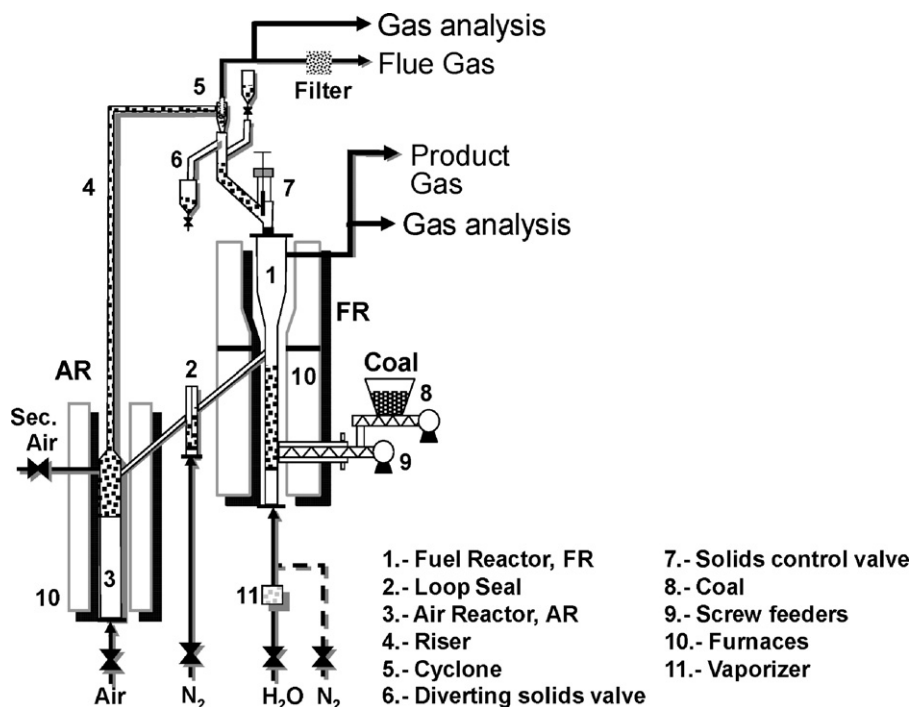 Gas analysis
Flue Gas
Filter
5
6
7
4
Product
Gas
Gas analysis
1
FR
2
AR
10
Coal
8
9
Sec.
Air
3
10
11
Air
N₂
H₂O
N₂
1.- Fuel Reactor, FR
2.- Loop Seal
3.- Air Reactor, AR
4.- Riser
5.- Cyclone
6.- Diverting solids valve
7.- Solids control valve
8.- Coal
9.- Screw feeders
10.- Furnaces
11.- Vaporizer